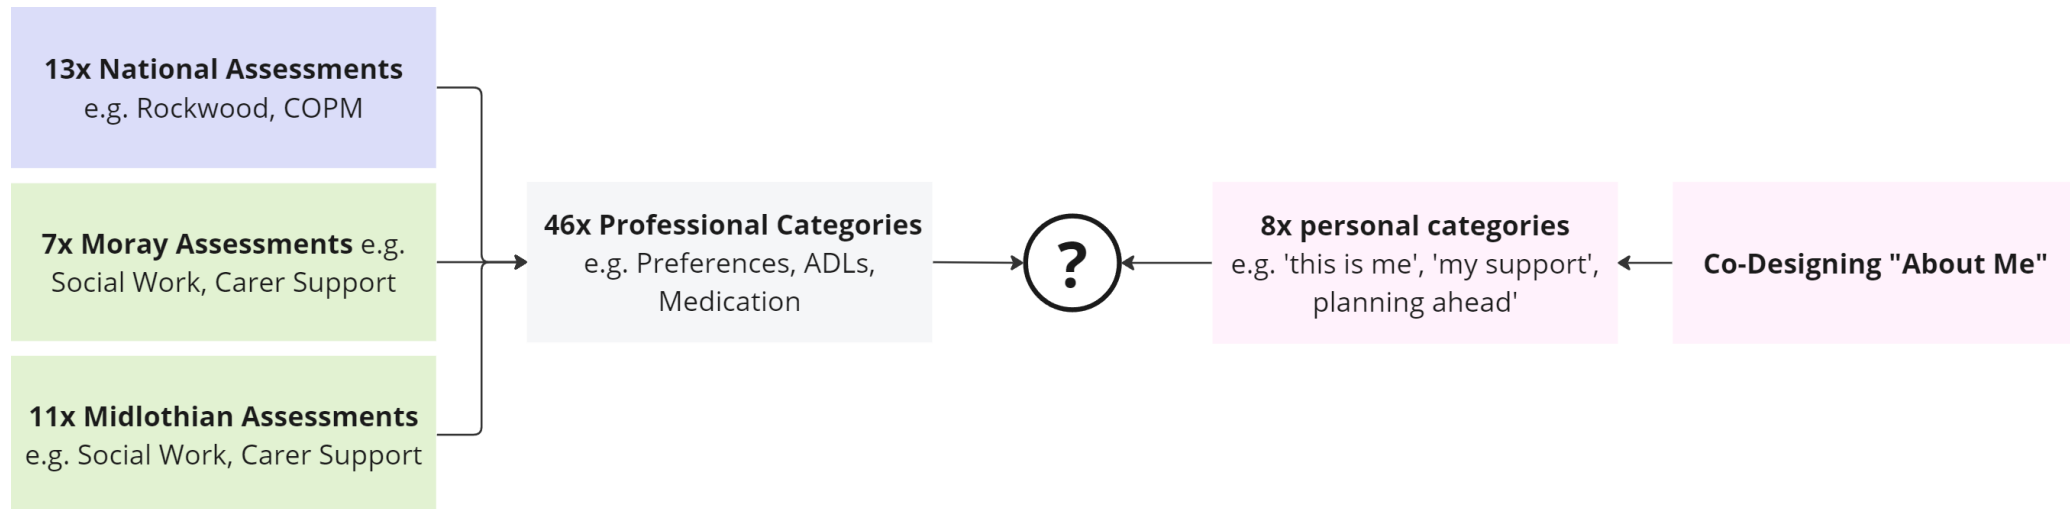 13x National Assessments
e.g. Rockwood, COPM
7x Moray Assessments e.g.
Social Work, Carer Support
11x Midlothian Assessments
e.g. Social Work, Carer Support
46x Professional Categories
e.g. Preferences, ADLs,
Medication
?
8x personal categories
e.g. 'this is me', 'my support',
planning ahead'
Co-Designing "About Me"